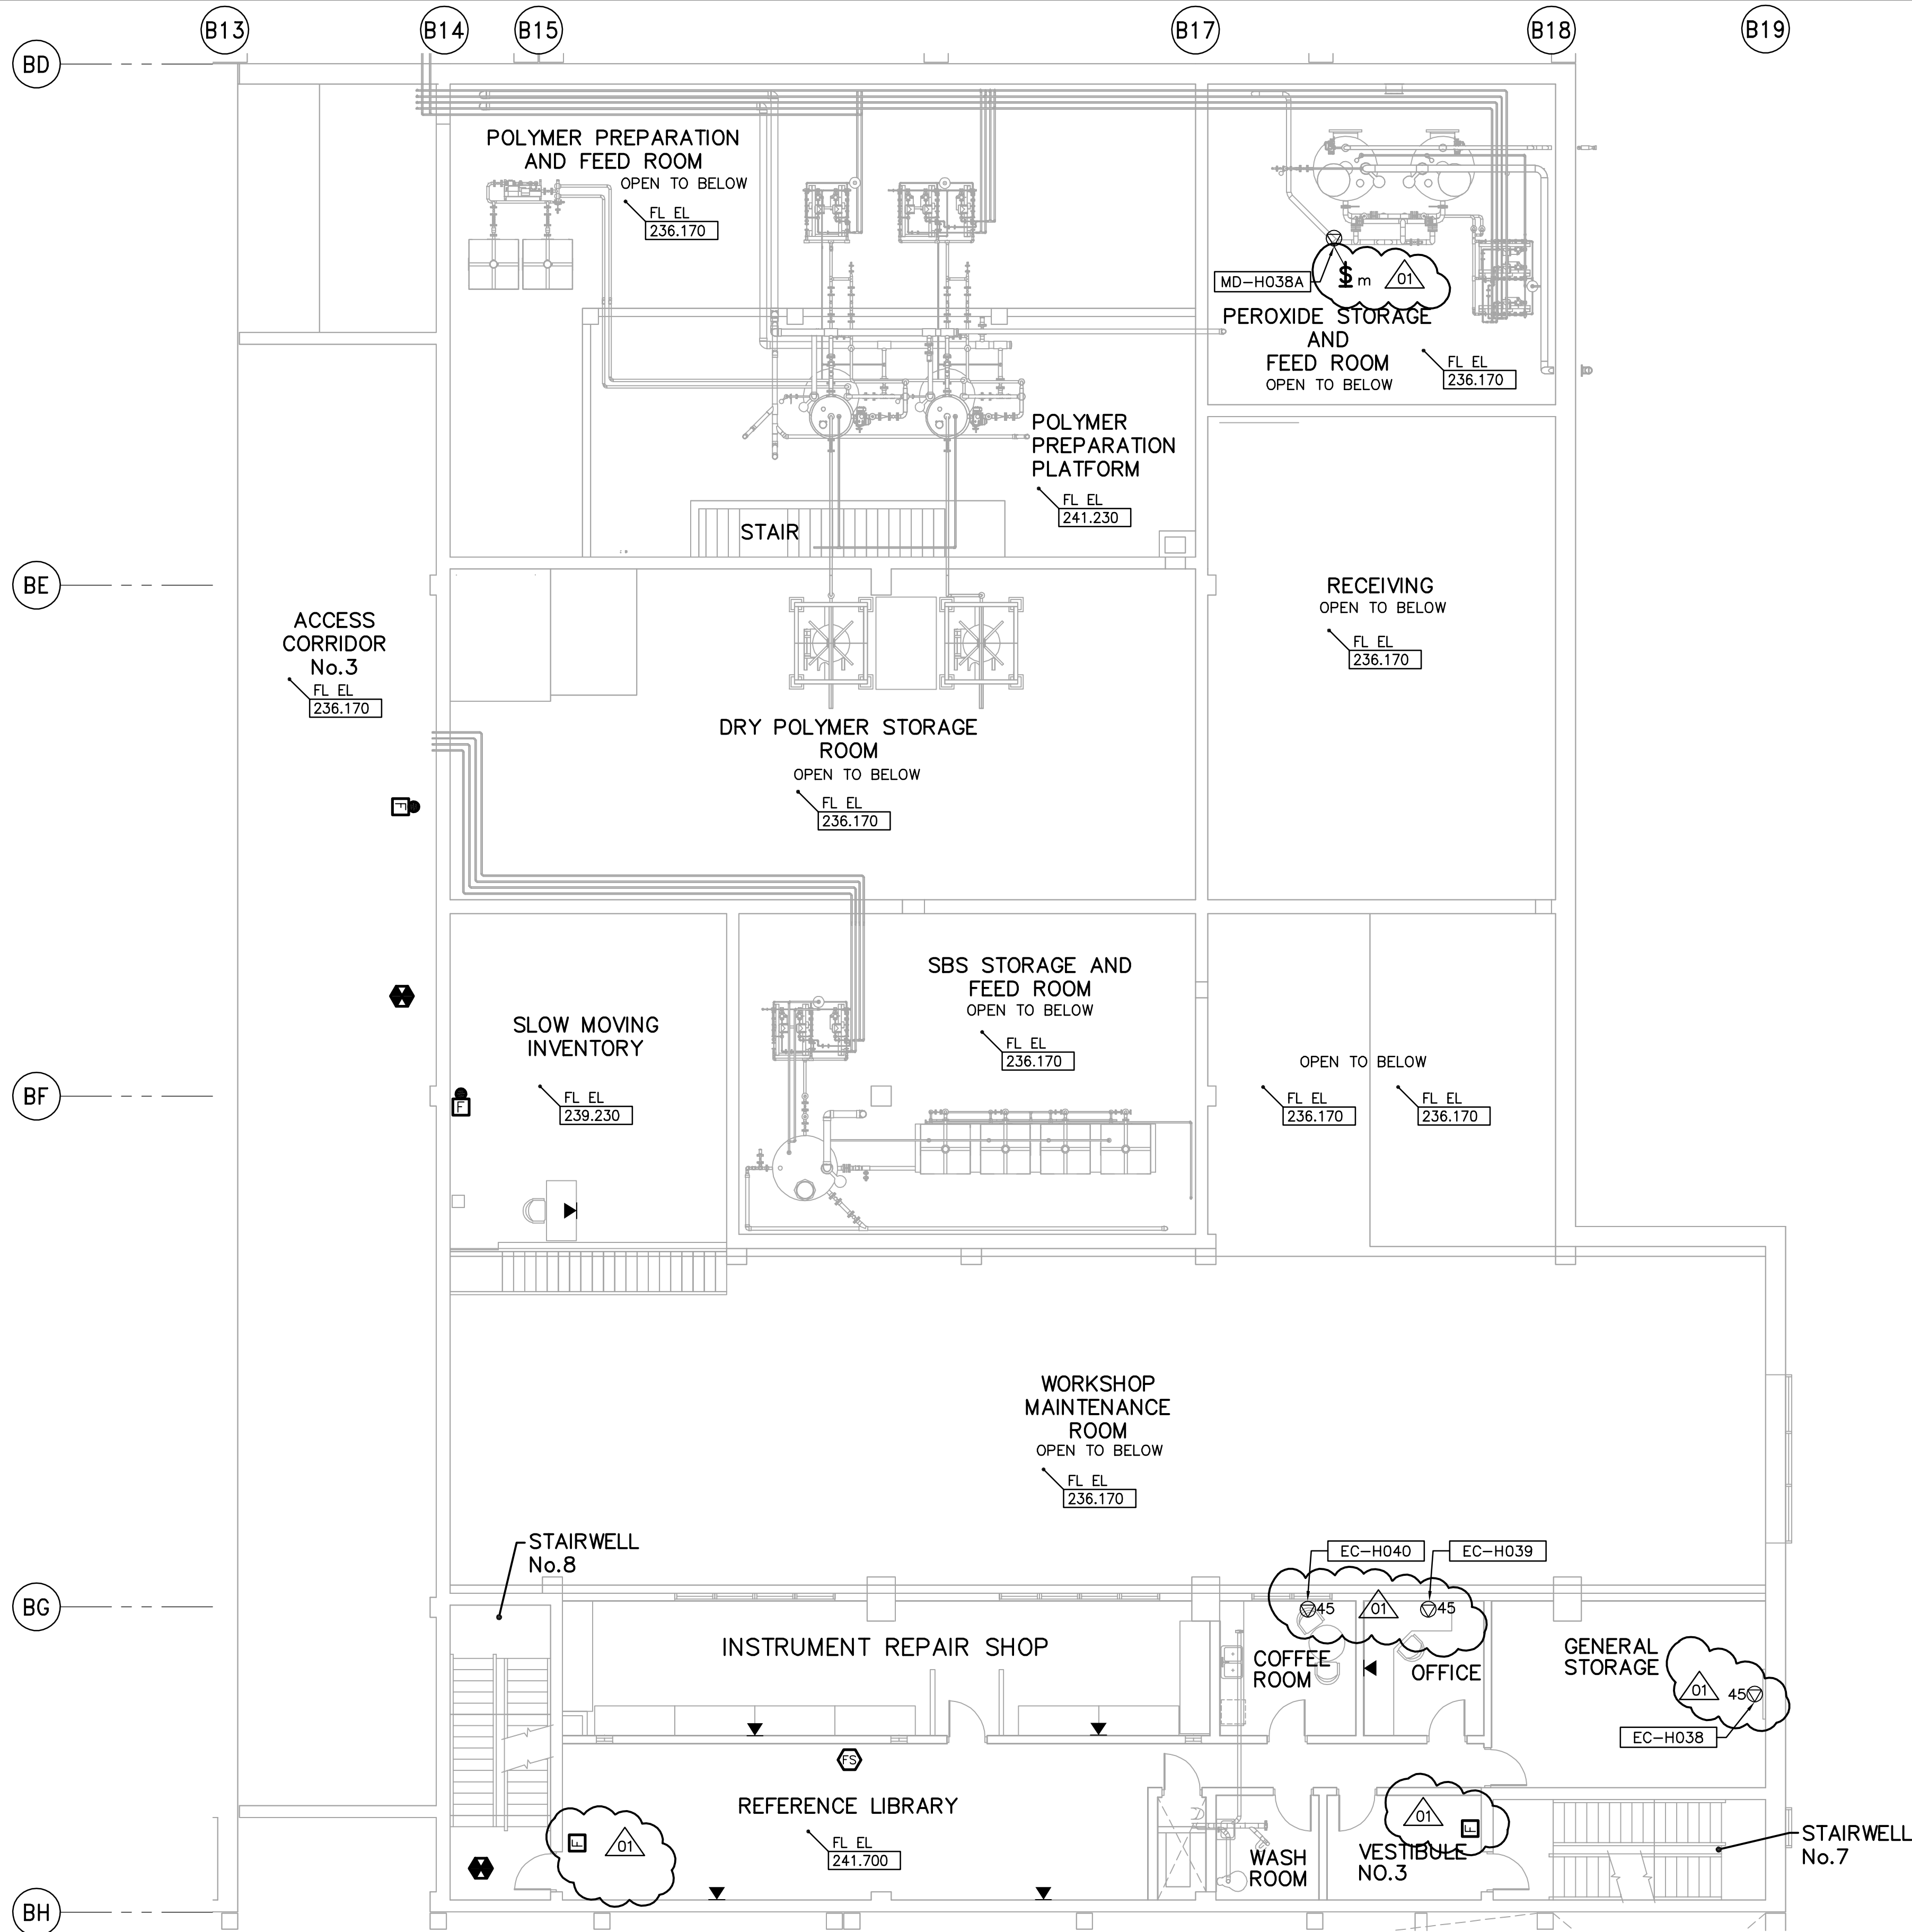 B13
B14
B15
B17
B18
B19
BD
POLYMER PREPARATION
AND FEED ROOM
OPEN TO BELOW
FL EL
236.170
MD-H038A
$ m
01
PEROXIDE STORAGE
AND
FEED ROOM
OPEN TO BELOW
FL EL
236.170
POLYMER
PREPARATION
PLATFORM
FL EL
241.230
STAIR
BE
ACCESS
CORRIDOR
No.3
FL EL
236.170
RECEIVING
OPEN TO BELOW
FL EL
236.170
DRY POLYMER STORAGE
ROOM
OPEN TO BELOW
FL EL
236.170
F
SBS STORAGE AND
FEED ROOM
OPEN TO BELOW
FL EL
236.170
SLOW MOVING
INVENTORY
FL EL
239.230
OPEN TO BELOW
FL EL
236.170
FL EL
236.170
BF
F
WORKSHOP
MAINTENANCE
ROOM
OPEN TO BELOW
FL EL
236.170
STAIRWELL
No.8
EC-H040
EC-H039
BG
45
01
45
INSTRUMENT REPAIR SHOP
COFFEE
ROOM
OFFICE
GENERAL
STORAGE
01
45
EC-H038
FS
REFERENCE LIBRARY
FL EL
241.700
F
01
WASH
ROOM
01
F
VESTIBULE
NO.3
STAIRWELL
No.7
BH